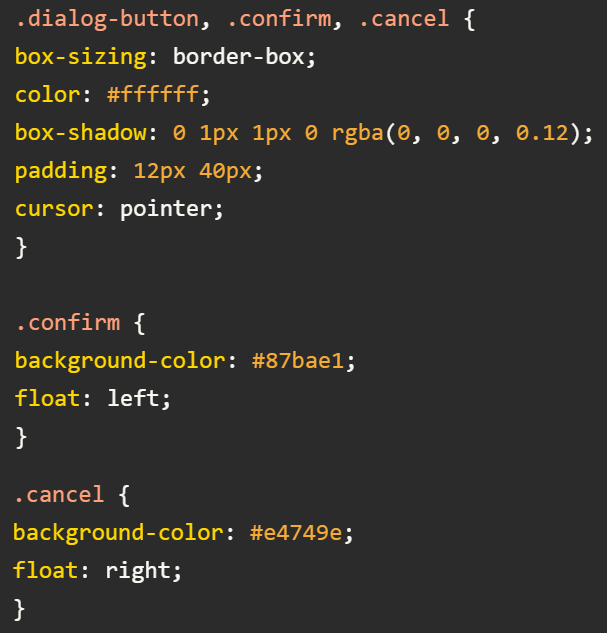 .dialog-button, .confirm, .cancel {
box-sizing: border-box;
color: #ffffff;
box-shadow: 0 1px 1px 0 rgba(0, 0, 0, 0.12);
padding: 12px 40px;
cursor: pointer;
}
.confirm {
background-color: #87bae1;
float: left;
}
.cancel {
background-color: #e4749e;
float: right;
}